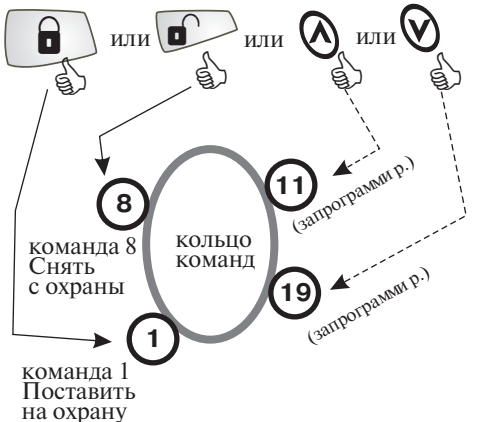 или или или
8
11
(запрограмми р.)
команда 8
Снять
с охраны
кольцо
команд
19
(запрограмми р.)
1
команда 1
Поставить
на охрану